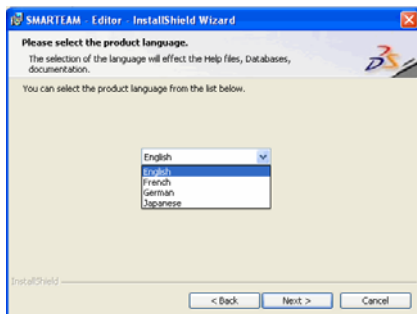 SMARTEAM - Editor - InstallShield Wizard
Please select the product language.
The selection of the language will effect the Help files, Databases,
documentation.
You can select the product language from the list below.
English
English
French
German
Japanese
InstallShield
< Back
Next >
Cancel